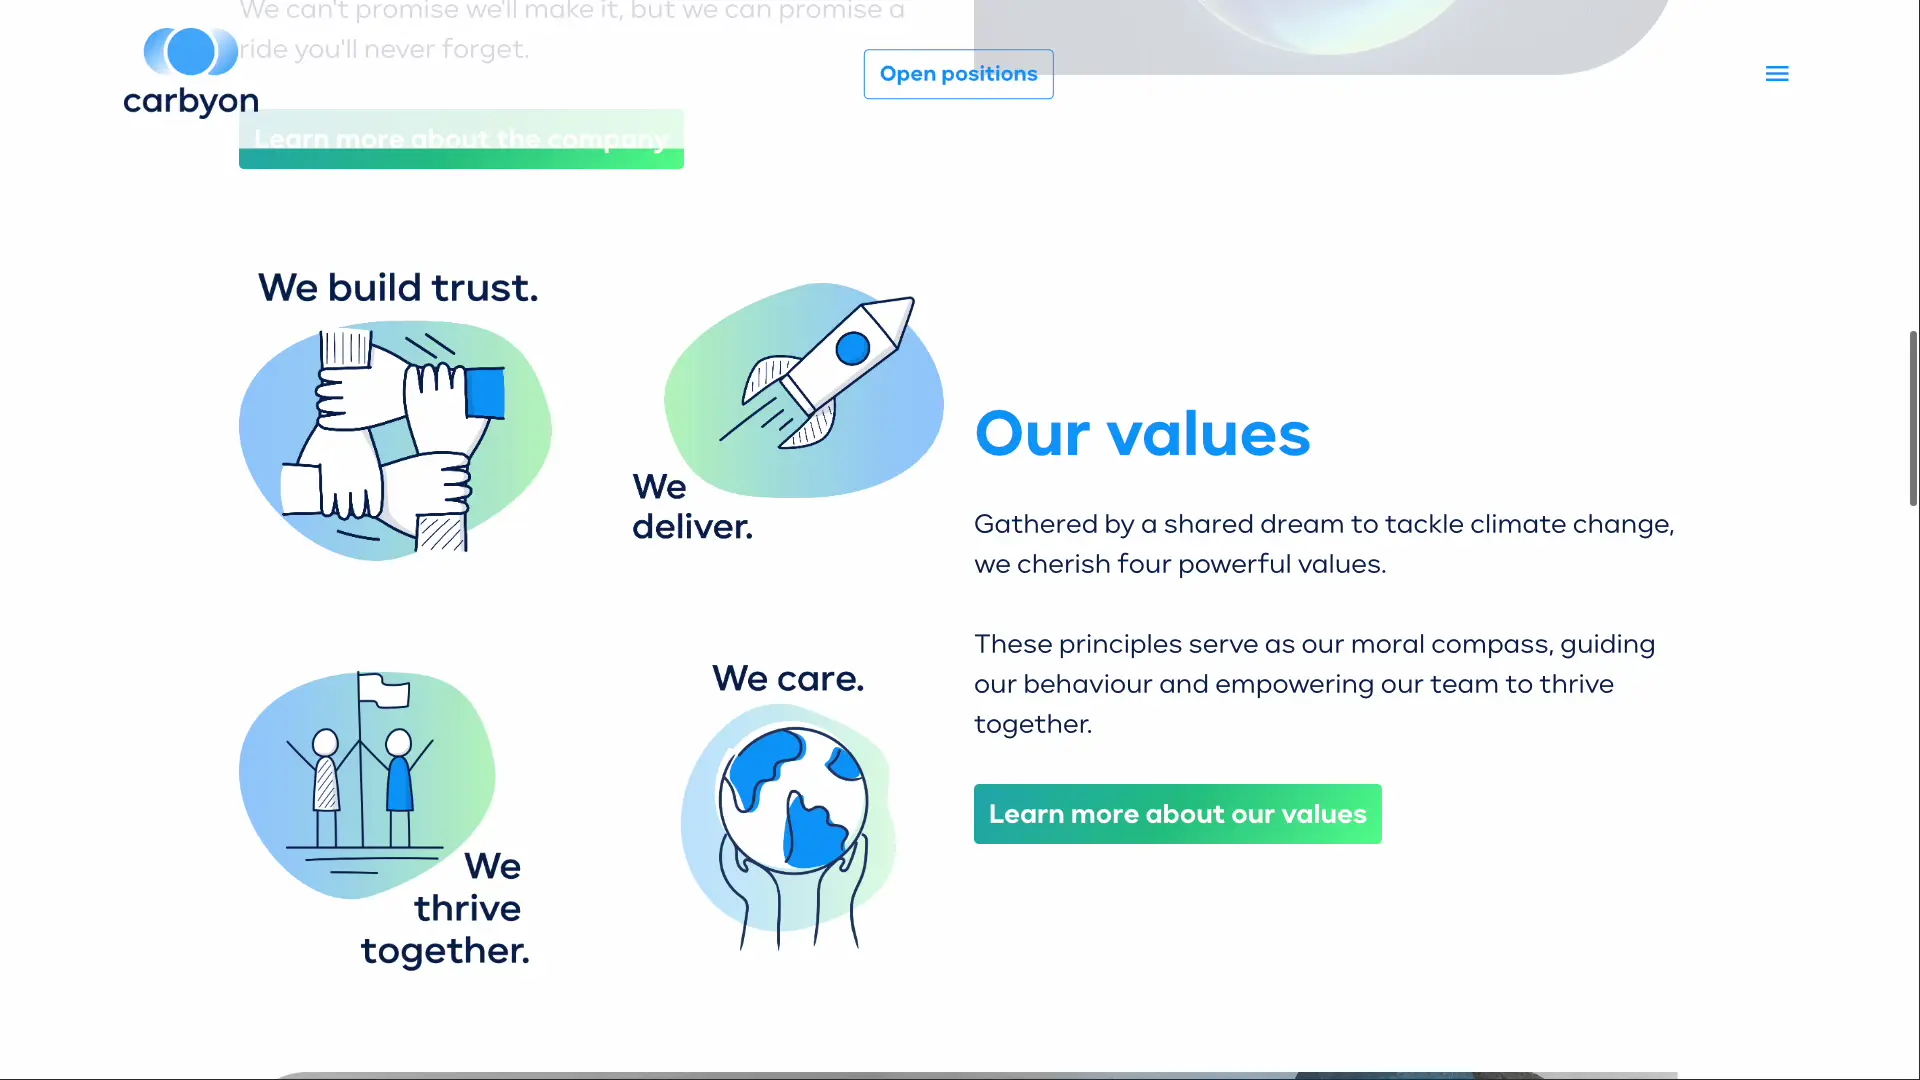 We can't promise we'll make it, but we can promise a
ride you'll never forget.
carbyon
Open positions
Learn more about the company
We build trust.
We
deliver.
We
thrive
together.
We care.
Our values
Gathered by a shared dream to tackle climate change,
we cherish four powerful values.
These principles serve as our moral compass, guiding
our behaviour and empowering our team to thrive
together.
Learn more about our values